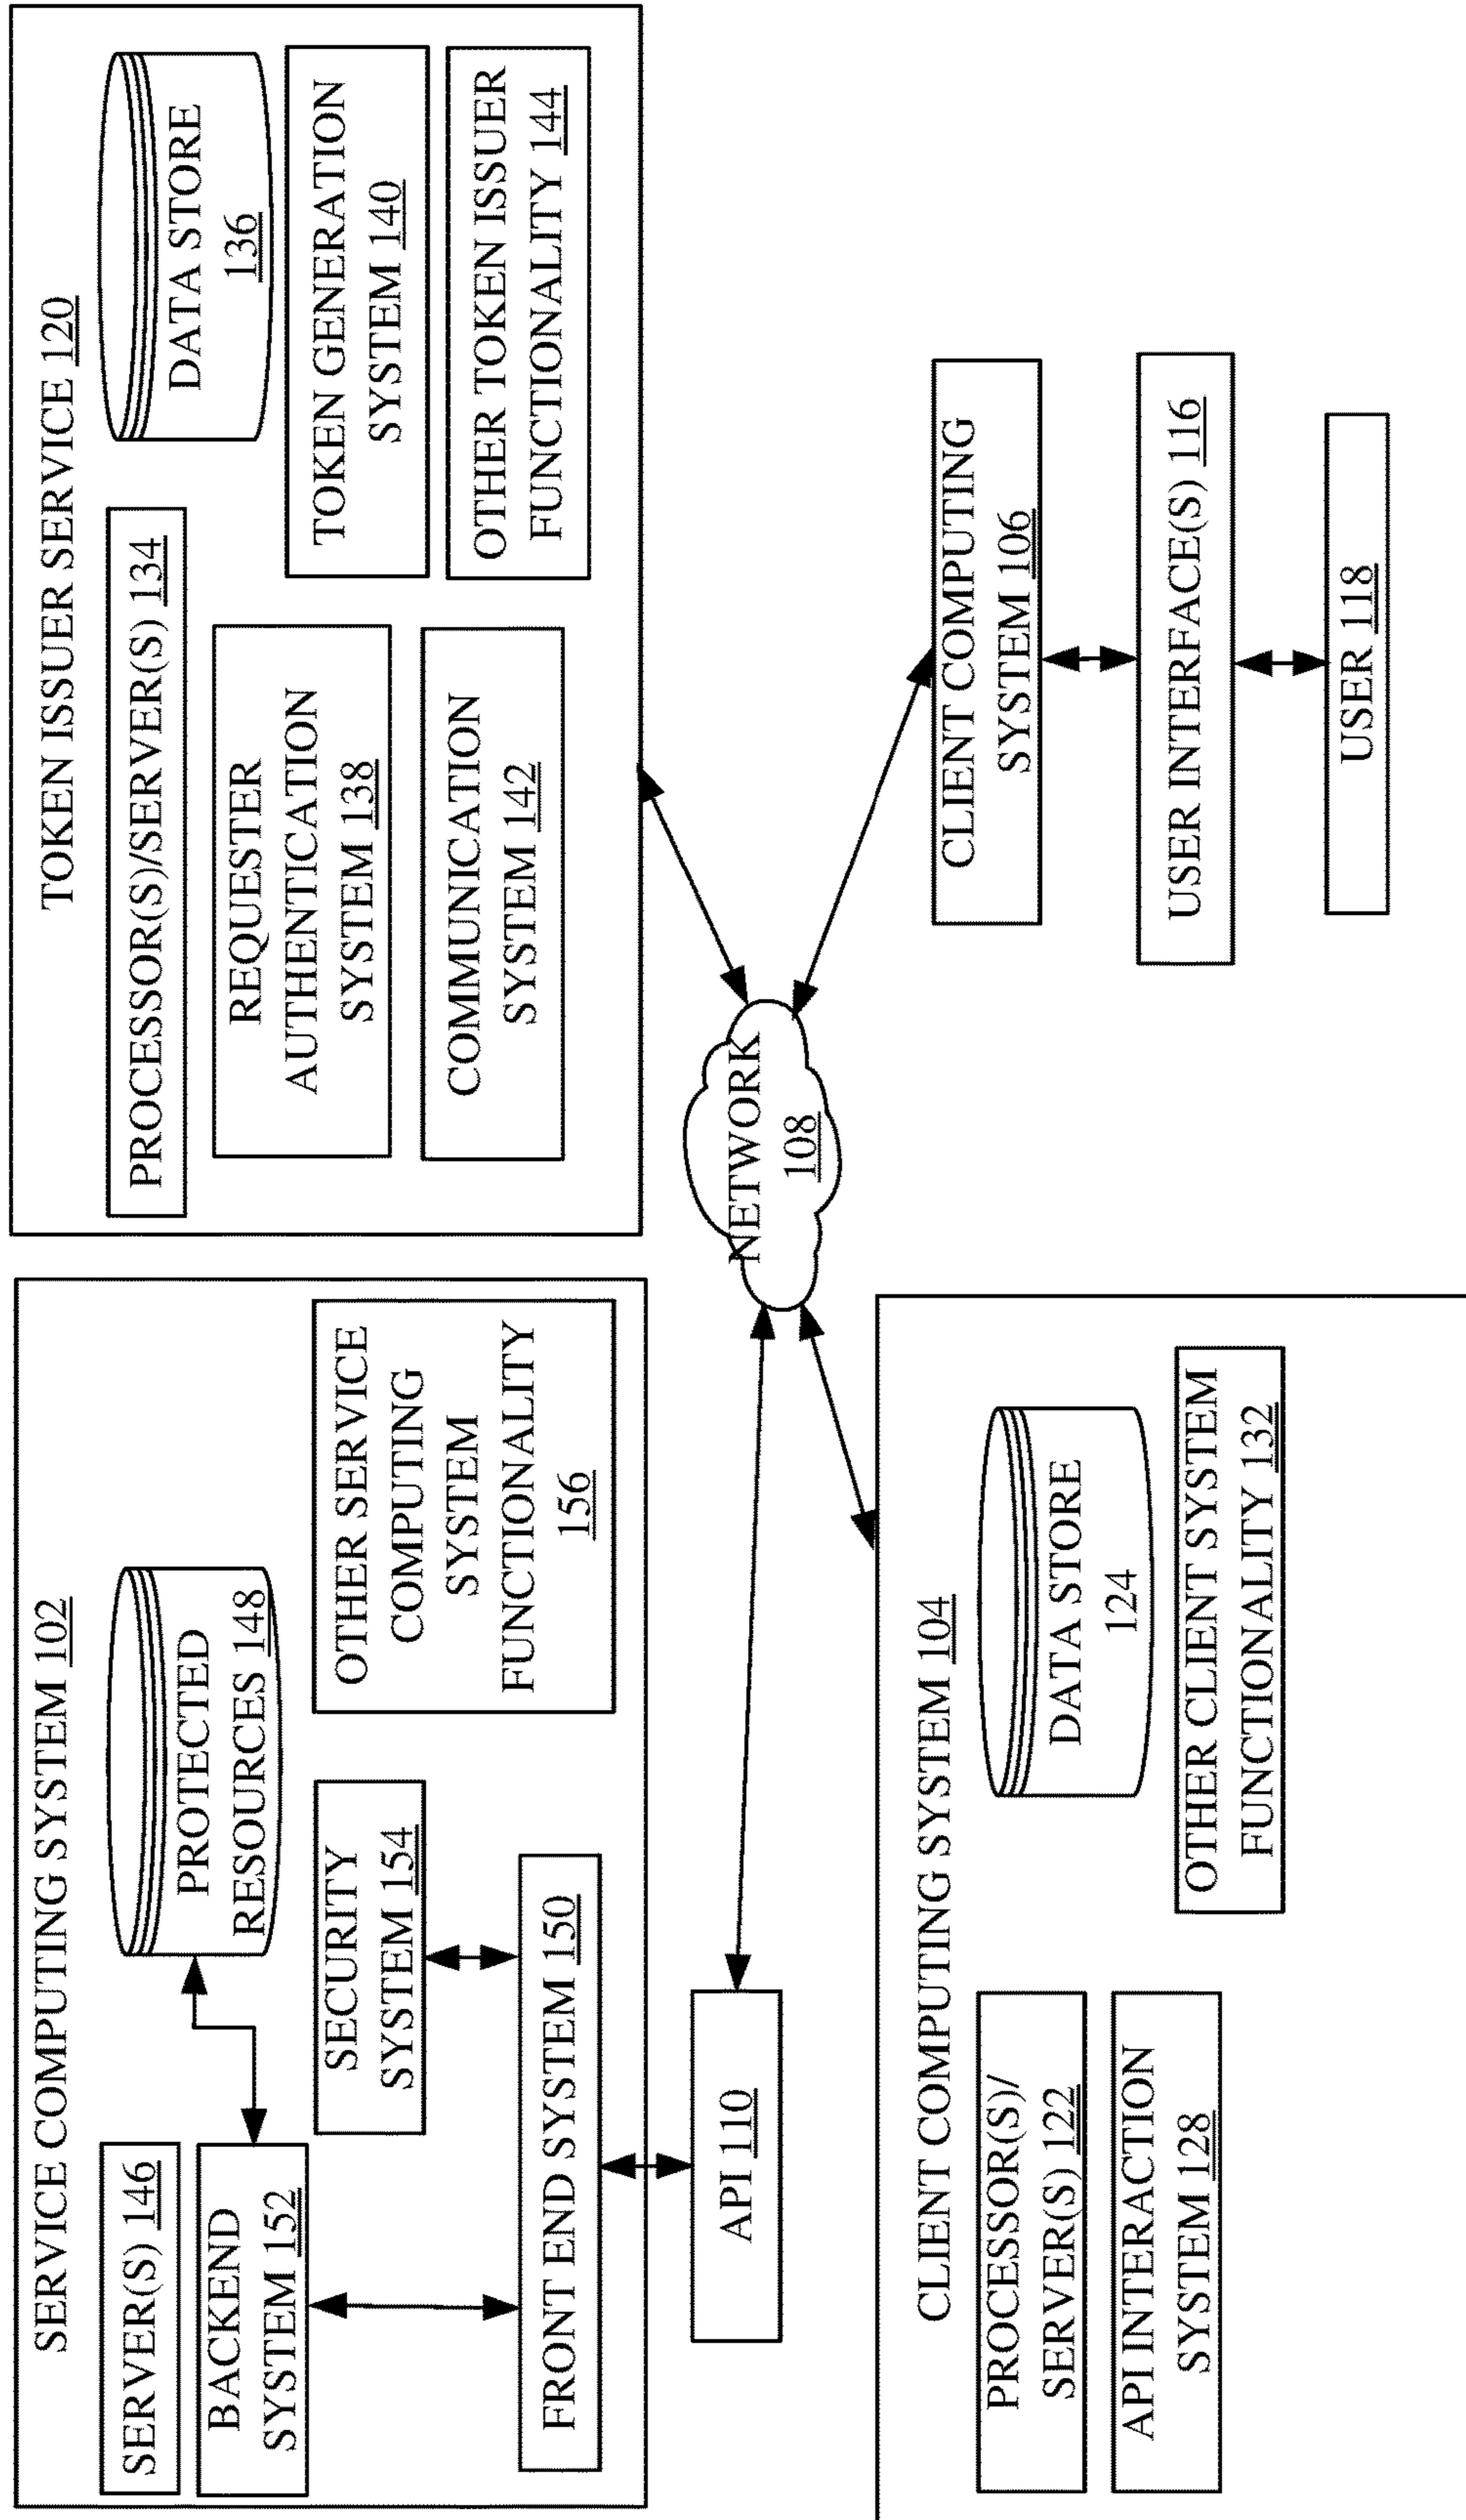 SERVICE COMPUTING SYSTEM 102
SERVER(S) 146
BACKEND
SYSTEM 152
PROTECTED
RESOURCES 148
SECURITY
SYSTEM 154
OTHER SERVICE
COMPUTING
SYSTEM
FUNCTIONALITY
156
FRONT END SYSTEM 150
API 110
TOKEN ISSUER SERVICE 120
PROCESSOR(S)/SERVER(S) 134
DATA STORE
136
REQUESTER
AUTHENTICATION
SYSTEM 138
TOKEN GENERATION
SYSTEM 140
COMMUNICATION
SYSTEM 142
OTHER TOKEN ISSUER
FUNCTIONALITY 144
NETWORK
108
CLIENT COMPUTING SYSTEM 104
PROCESSOR(S)/
SERVER(S) 122
DATA STORE
124
API INTERACTION
SYSTEM 128
OTHER CLIENT SYSTEM
FUNCTIONALITY 132
CLIENT COMPUTING
SYSTEM 106
USER INTERFACE(S) 116
USER 118